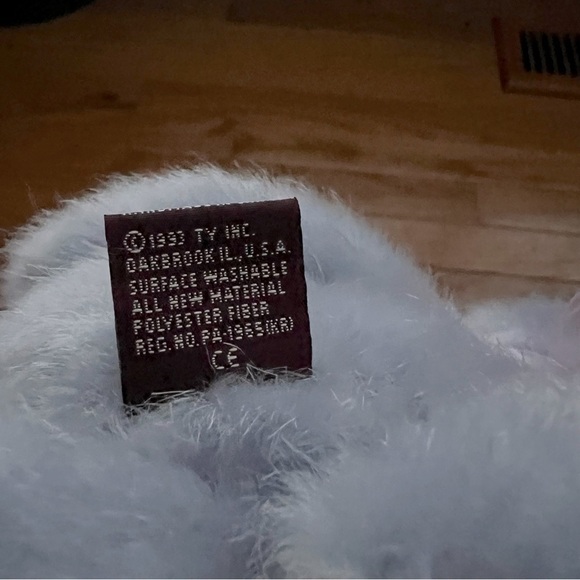 © 1993 TY INC.
OAKBROOK IL., U.S.A.
SURFACE WASHABLE
ALL NEW MATERIAL
POLYESTER FIBER
REG. NO. PA-1965(KR)
CE